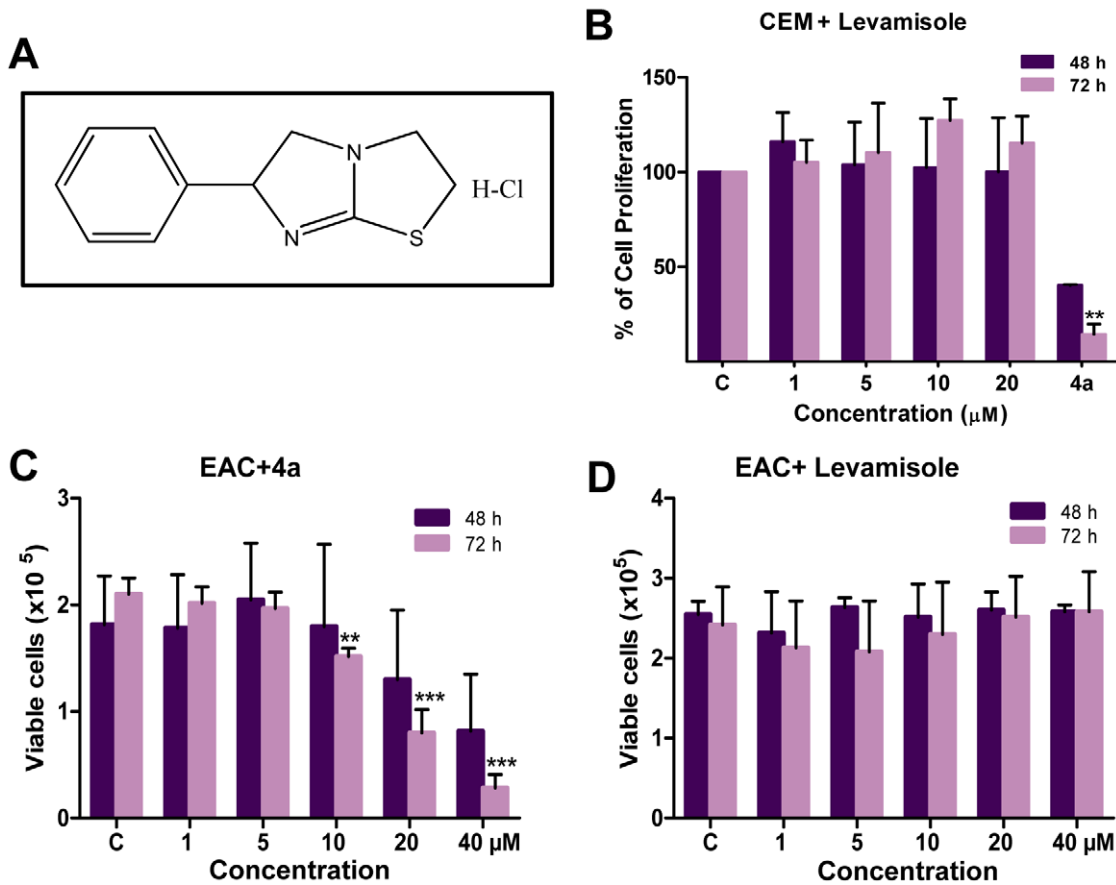 A
N
N
S
H-Cl
B
CEM + Levamisole
48 h
72 h
% of Cell Proliferation
150
100
50
**
C 1 5 10 20 4a
Concentration (µM)
C
EAC+4a
48 h
72 h
Viable cells (x10 5)
3
2
1
0
**
***
***
C 1 5 10 20 40 µM
Concentration
D
EAC+ Levamisole
48 h
72 h
Viable cells (x10⁵)
4
3
2
1
0
C 1 5 10 20 40 µM
Concentration